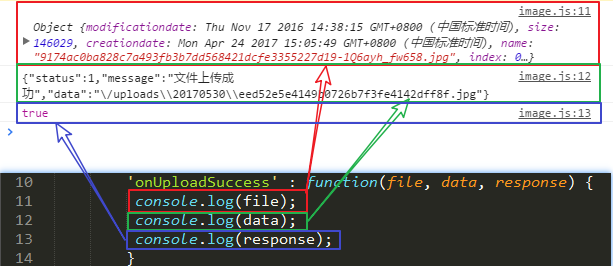 image.js:11
Object {modificationdate: Thu Nov 17 2016 14:38:15 GMT+0800 (中国标准时间), size:
146029, creationdate: Mon Apr 24 2017 15:05:49 GMT+0800 (中国标准时间), name:
"9174ac0ba828c7a493fb3b7dd568421dcfe3355227d19-1Q6ayh_fw658.jpg", index: 0…}
{"status":1,"message":"文件上传成 image.js:12
功","data":"\/uploads\\20170530\\eed52e5e4149b0726b7f3fe4142dff8f.jpg"}
true image.js:13
10 'onUploadSuccess' : function(file, data, response) {
11 console.log(file);
12 console.log(data);
13 console.log(response);
14 }